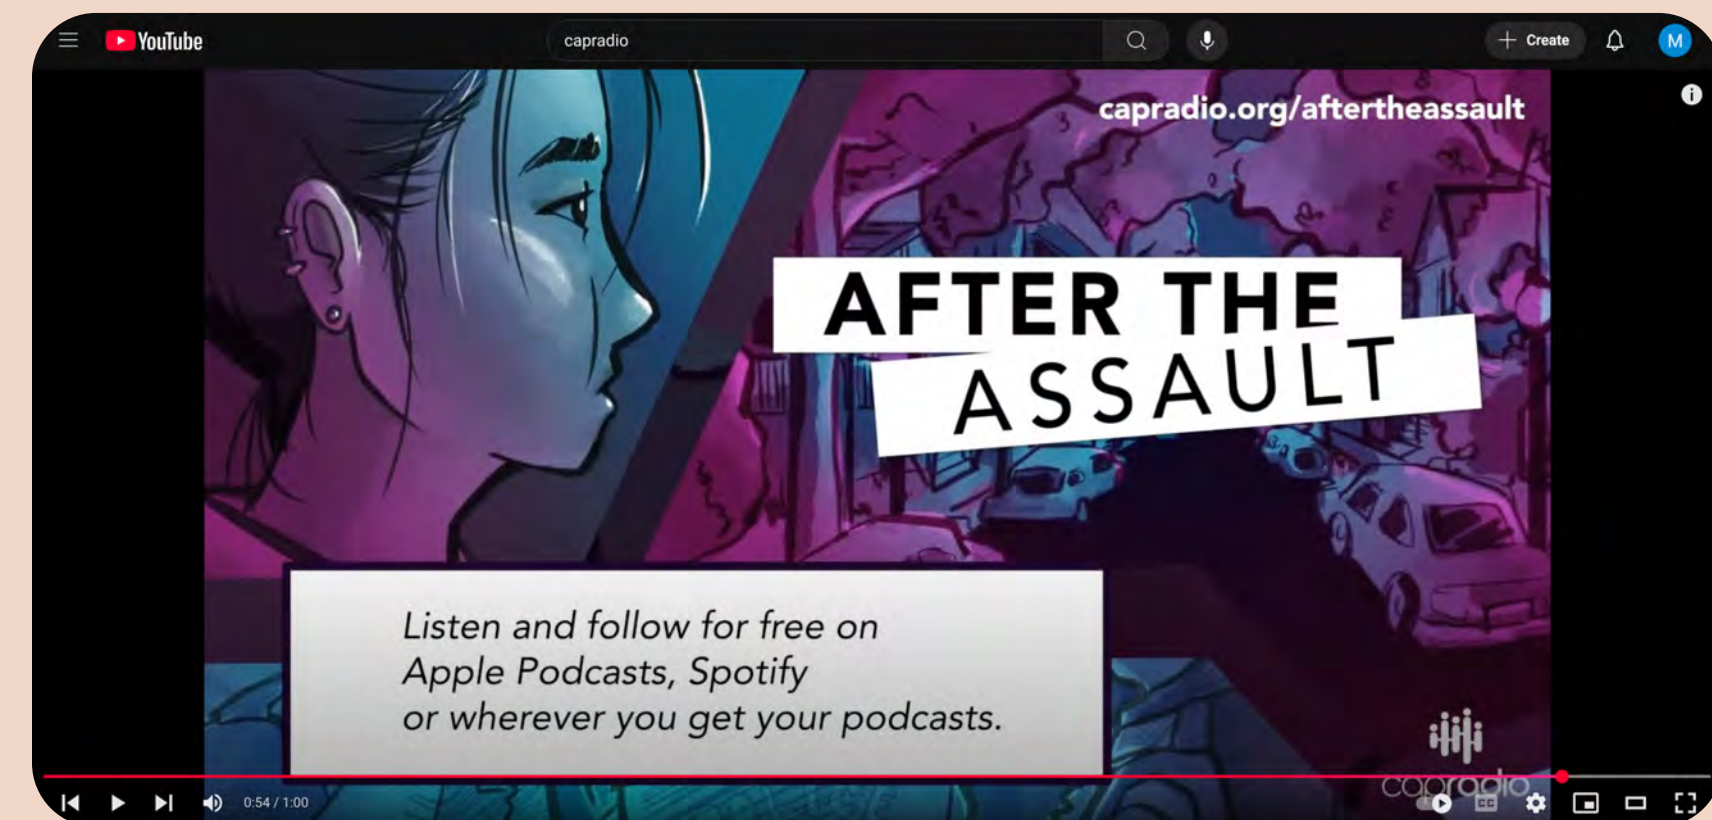 YouTube
capradio
Create
M
capradio.org/aftertheassault
AFTER THE
ASSAULT
Listen and follow for free on
Apple Podcasts, Spotify
or wherever you get your podcasts.
capradio
0:54 / 1:00
CC